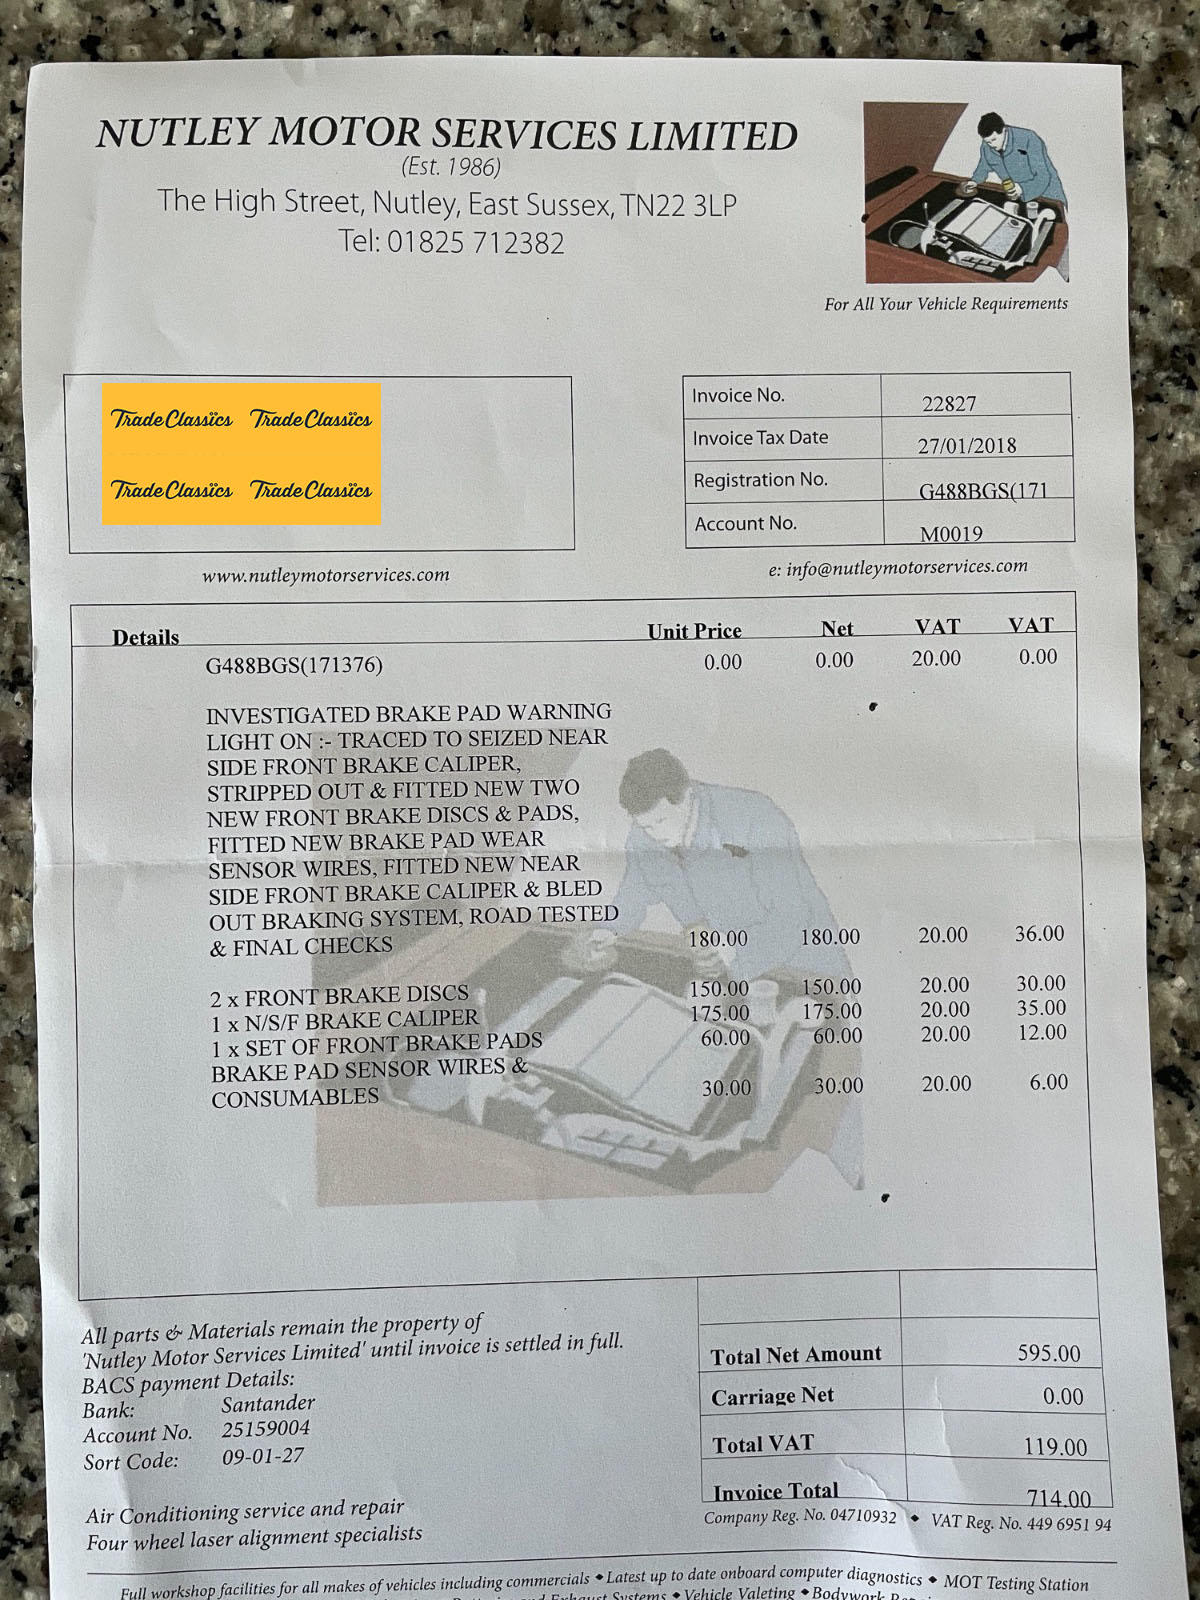 NUTLEY MOTOR SERVICES LIMITED
(Est. 1986)
The High Street, Nutley, East Sussex, TN22 3LP
Tel: 01825 712382
For All Your Vehicle Requirements
Trade Classics Trade Classics
Trade Classics Trade Classics
Invoice No. 22827
Invoice Tax Date 27/01/2018
Registration No. G488BGS(171
Account No. M0019
www.nutleymotorservices.com
e: info@nutleymotorservices.com
Details Unit Price Net VAT VAT
G488BGS(171376) 0.00 0.00 20.00 0.00
INVESTIGATED BRAKE PAD WARNING
LIGHT ON :- TRACED TO SEIZED NEAR
SIDE FRONT BRAKE CALIPER,
STRIPPED OUT & FITTED NEW TWO
NEW FRONT BRAKE DISCS & PADS,
FITTED NEW BRAKE PAD WEAR
SENSOR WIRES, FITTED NEW NEAR
SIDE FRONT BRAKE CALIPER & BLED
OUT BRAKING SYSTEM, ROAD TESTED
& FINAL CHECKS 180.00 180.00 20.00 36.00
2 x FRONT BRAKE DISCS 150.00 150.00 20.00 30.00
1 x N/S/F BRAKE CALIPER 175.00 175.00 20.00 35.00
1 x SET OF FRONT BRAKE PADS 60.00 60.00 20.00 12.00
BRAKE PAD SENSOR WIRES &
CONSUMABLES 30.00 30.00 20.00 6.00
All parts & Materials remain the property of
'Nutley Motor Services Limited' until invoice is settled in full.
BACS payment Details:
Bank: Santander
Account No. 25159004
Sort Code: 09-01-27
Air Conditioning service and repair
Four wheel laser alignment specialists
Total Net Amount 595.00
Carriage Net 0.00
Total VAT 119.00
Invoice Total 714.00
Company Reg. No. 04710932 ◆ VAT Reg. No. 449 6951 94
Full workshop facilities for all makes of vehicles including commercials ◆ Latest up to date onboard computer diagnostics ◆ MOT Testing Station
and Exhaust Systems ◆ Vehicle Valeting ◆ Bodywork